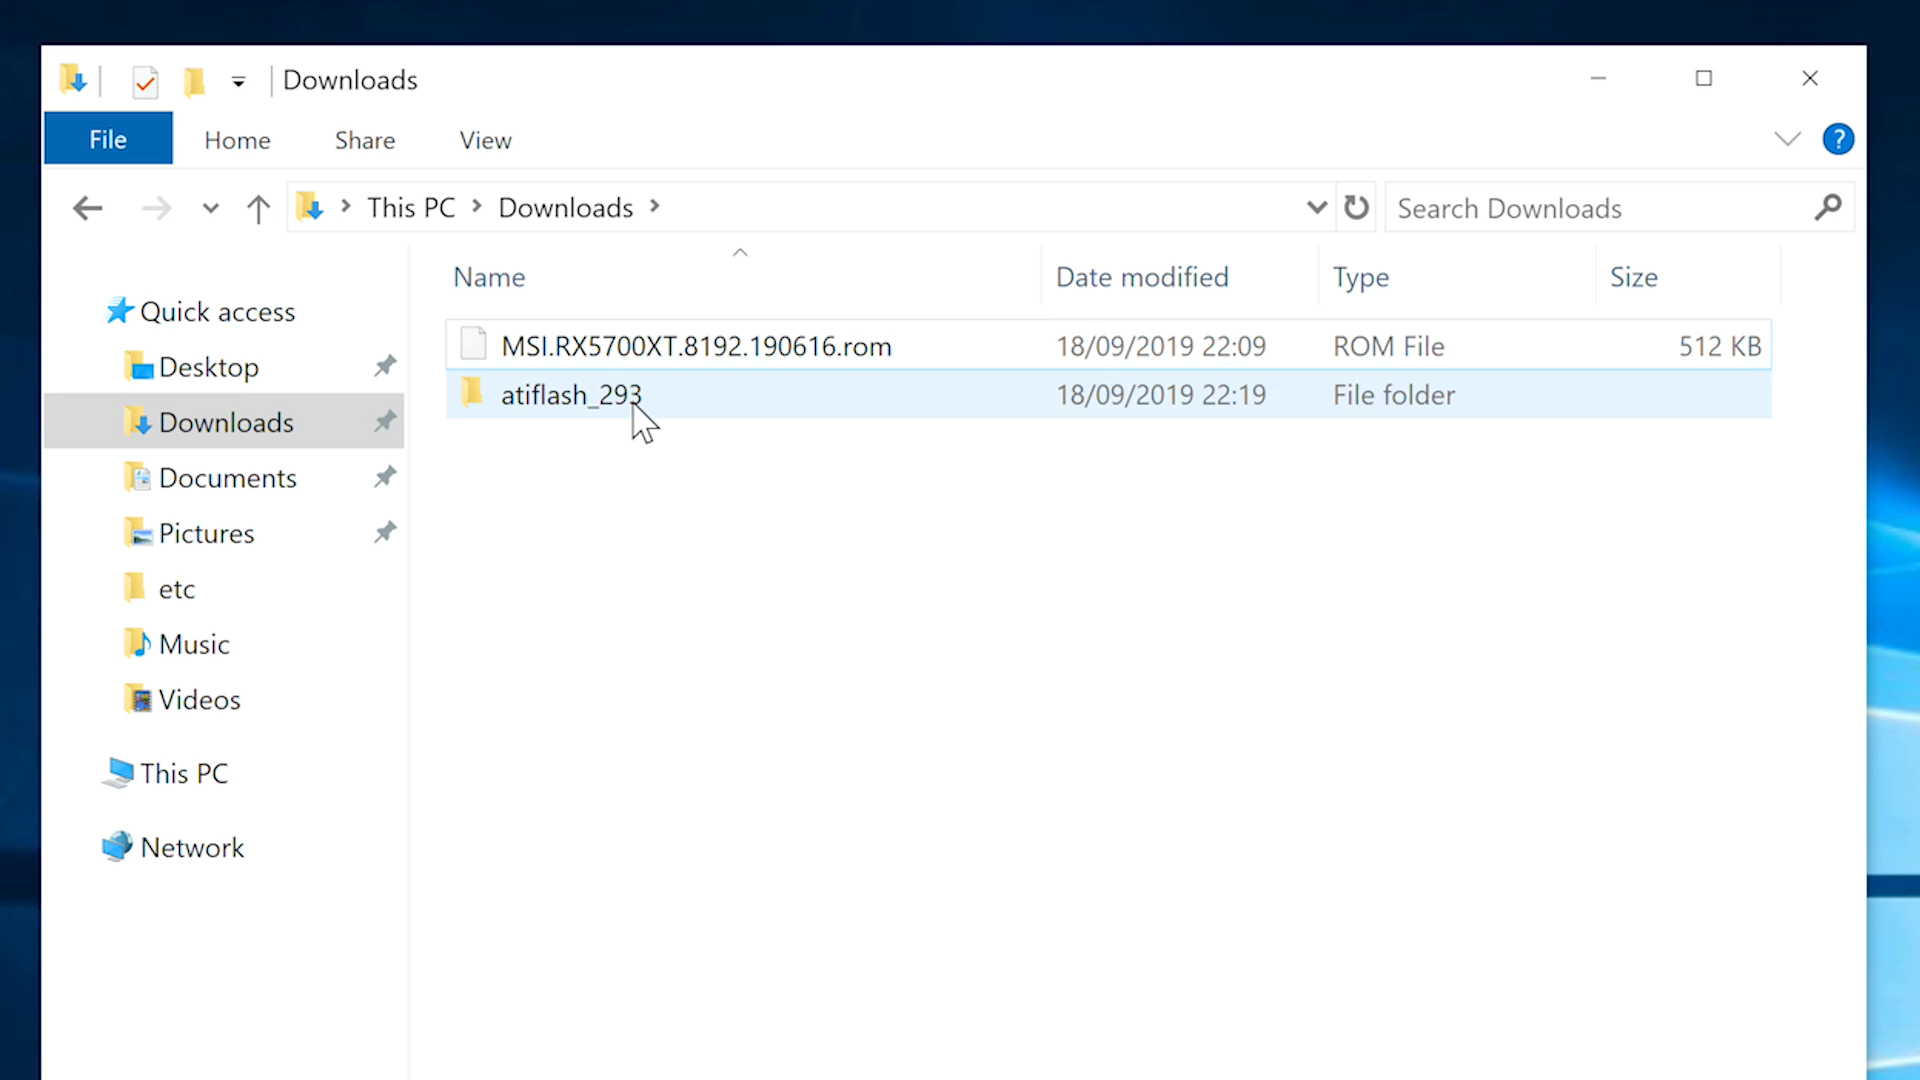 Downloads
File Home Share View
?
This PC Downloads
Search Downloads
Name Date modified Type Size
MSI.RX5700XT.8192.190616.rom 18/09/2019 22:09 ROM File 512 KB
atiflash_293 18/09/2019 22:19 File folder
Quick access
Desktop
Downloads
Documents
Pictures
etc
Music
Videos
This PC
Network